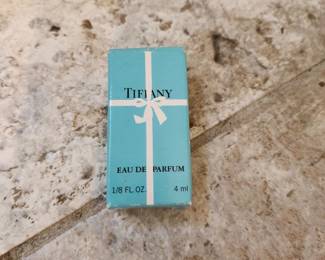 TIFFANY
EAU DE PARFUM
1/8 FL. OZ. 4 ml